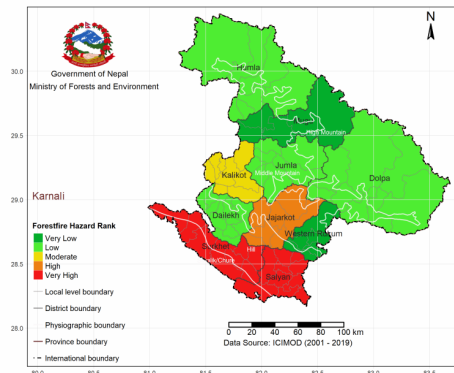 N
Government of Nepal
Ministry of Forests and Environment
30.0
29.5
29.0
28.5
28.0
Humla
High Mountain
Jumla
Middle Mountain
Dolpa
Kalikot
Karnali
Dailekh
Jajarkot
Western Rukum
Hill
Salyan
Forestfire Hazard Rank
Very Low
Low
Moderate
High
Very High
Local level boundary
District boundary
Physiographic boundary
Province boundary
International boundary
0 20 40 60 80 100 km
Data Source: ICIMOD (2001 - 2019)